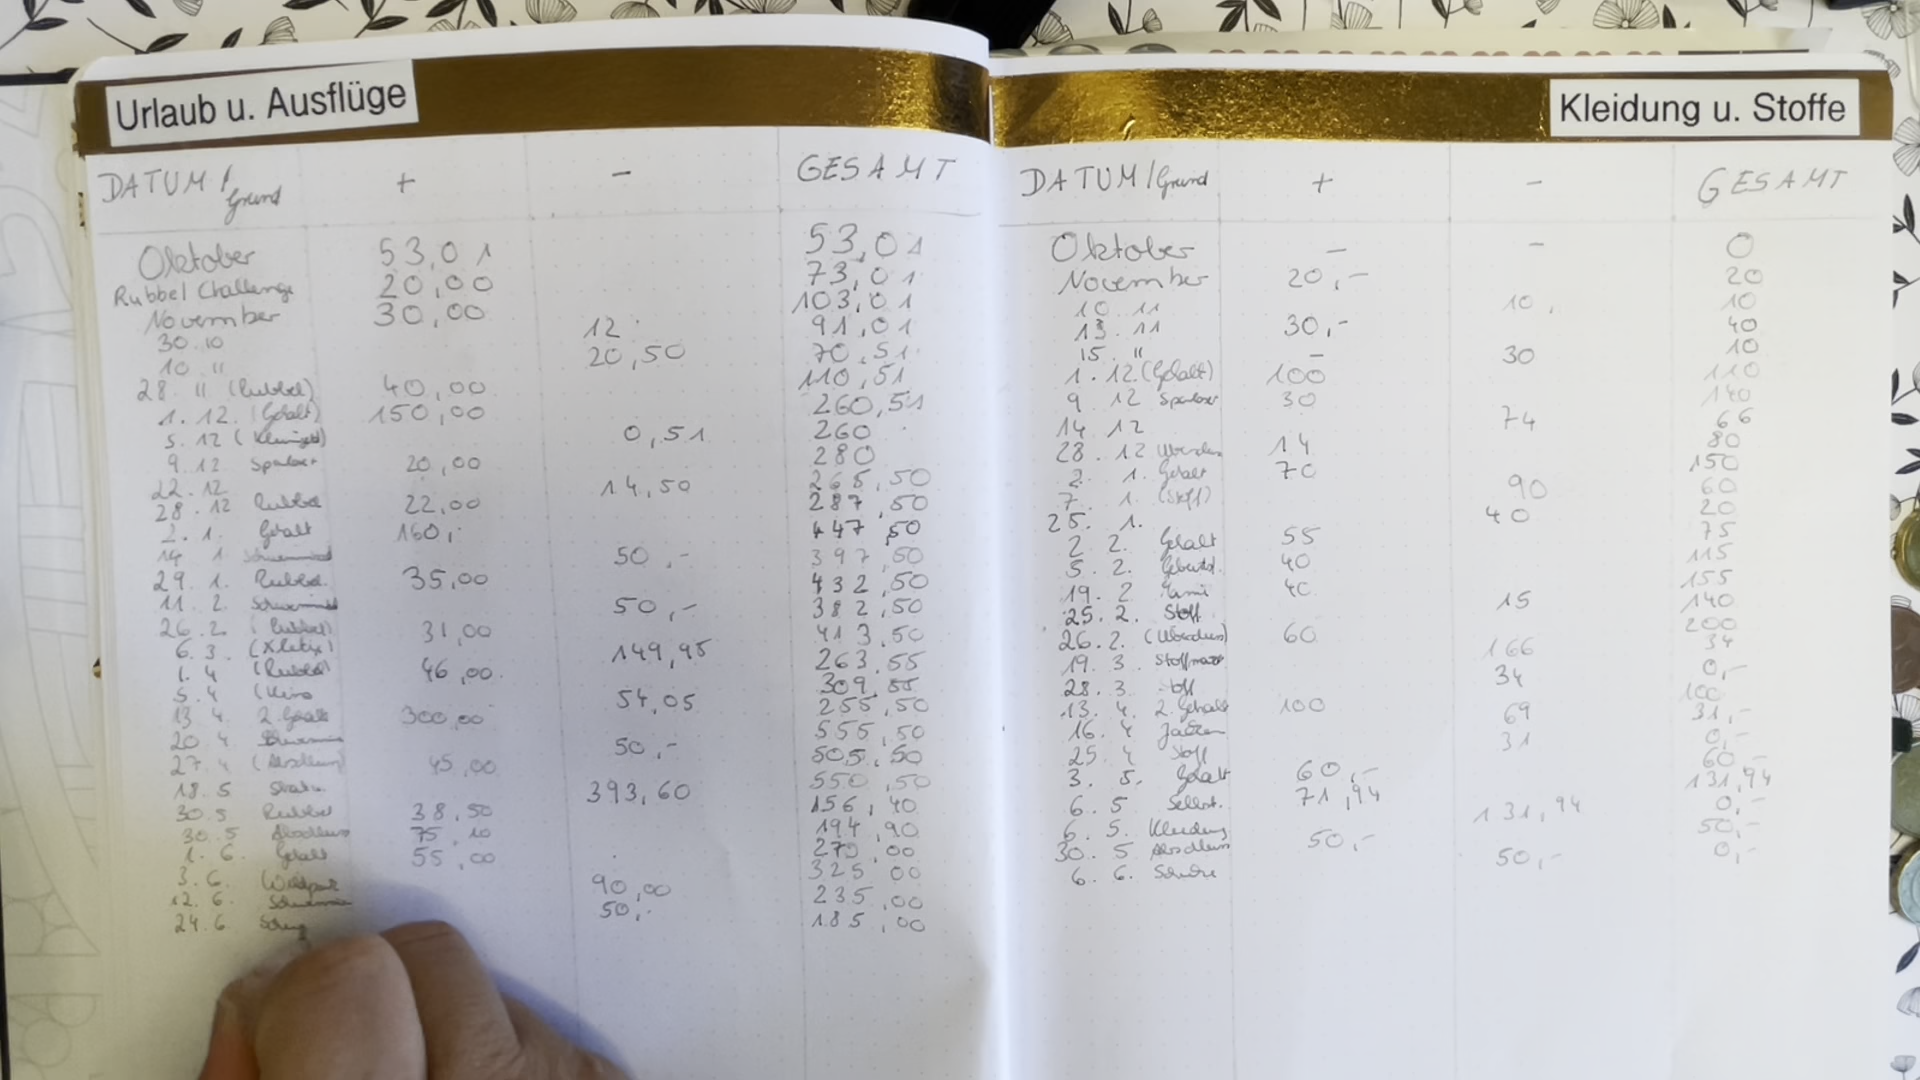 Urlaub u. Ausflüge
DATUM / Grund + - GESAMT
Oktober 53,01 53,01
Rubbel Challenge 20,00 73,01
November 30,00 103,01
30.10 12 91,01
10. 11 20,50 70,51
28. 11 (Rubbel) 40,00 110,51
1. 12. (Gehalt) 150,00 260,51
5. 12 (Kleingeld) 0,51 260
9. 12 20,00 280
22. 12 14,50 265,50
28. 12 Rubbel 22,00 287,50
2. 1. Gehalt 160,- 447,50
14 1 50,- 397,50
29. 1. Rubbel 35,00 432,50
11. 2. 50,- 382,50
26. 2. (Rubbel) 31,00 413,50
6. 3. 149,95 263,55
1. 4 (Rubbel) 46,00 309,55
5. 4 54,05 255,50
13 4. 2. Gehalt 300,00 555,50
20 4 50,- 505,50
27. 4 45,00 550,50
18. 5 393,60 156,90
30.5 Rubbel 38,50 194,90
30. 5 75,10 270,00
1. 6. Gehalt 55,00 325 00
3. 6. 90,00 235,00
12. 6. 50,- 185,00
24. 6
Kleidung u. Stoffe
DATUM / Grund + - GESAMT
Oktober - - 0
November 20,- 20
10 11 10, 10
13. 11 30,- 40
15. 11 - 30 10
1. 12. (Gehalt) 100 110
9 12 30 140
14 12 74 66
28. 12 14 80
2. 1. Gehalt 70 150
7. 1. (Stoff) 90 60
25. 1. 40 20
2 2. Gehalt 55 75
5. 2. 40 115
19. 2 40 155
25. 2. Stoff 15 140
26. 2. 60 200
19. 3. 166 34
28. 3. Stoff 34 0,-
13. 4. 2. Gehalt 100 100
16. 4 69 31,-
25 4 Stoff 31 0,-
3. 5. Gehalt 60,- 60
6. 5 71,94 131,94
6. 5. Kleidung 131,94 0,-
30. 5 50,- 50,-
6. 6. 50,- 0,-